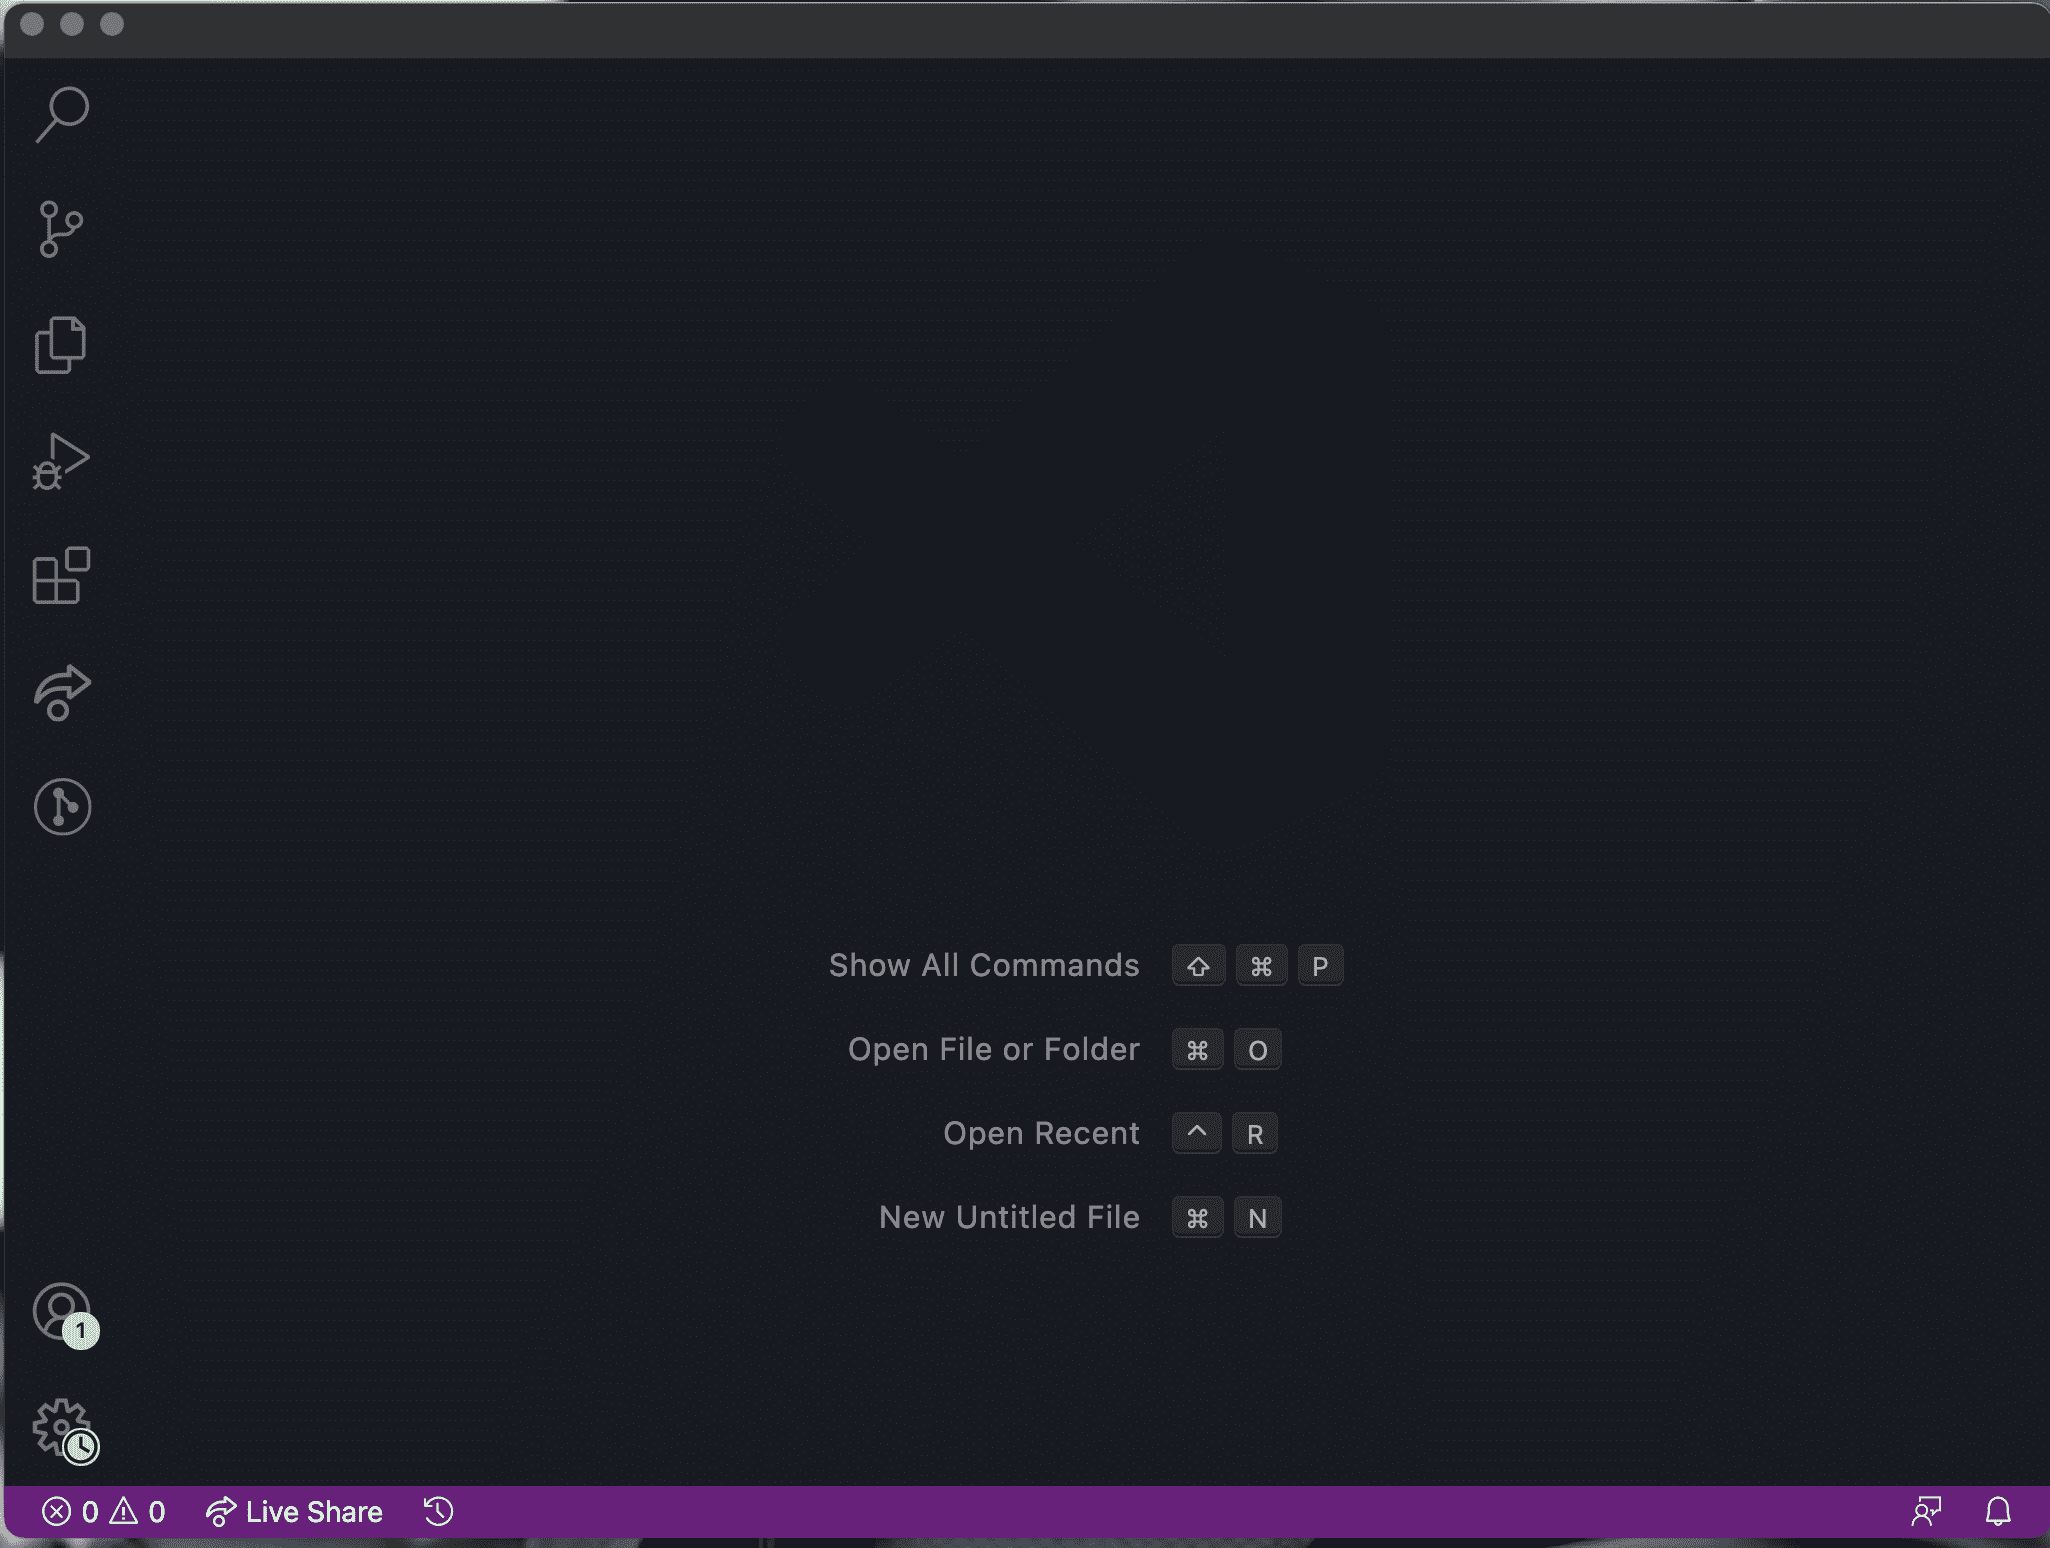 Show All Commands ⇧ ⌘ P
Open File or Folder ⌘ O
Open Recent ^ R
New Untitled File ⌘ N
1
0 0 Live Share